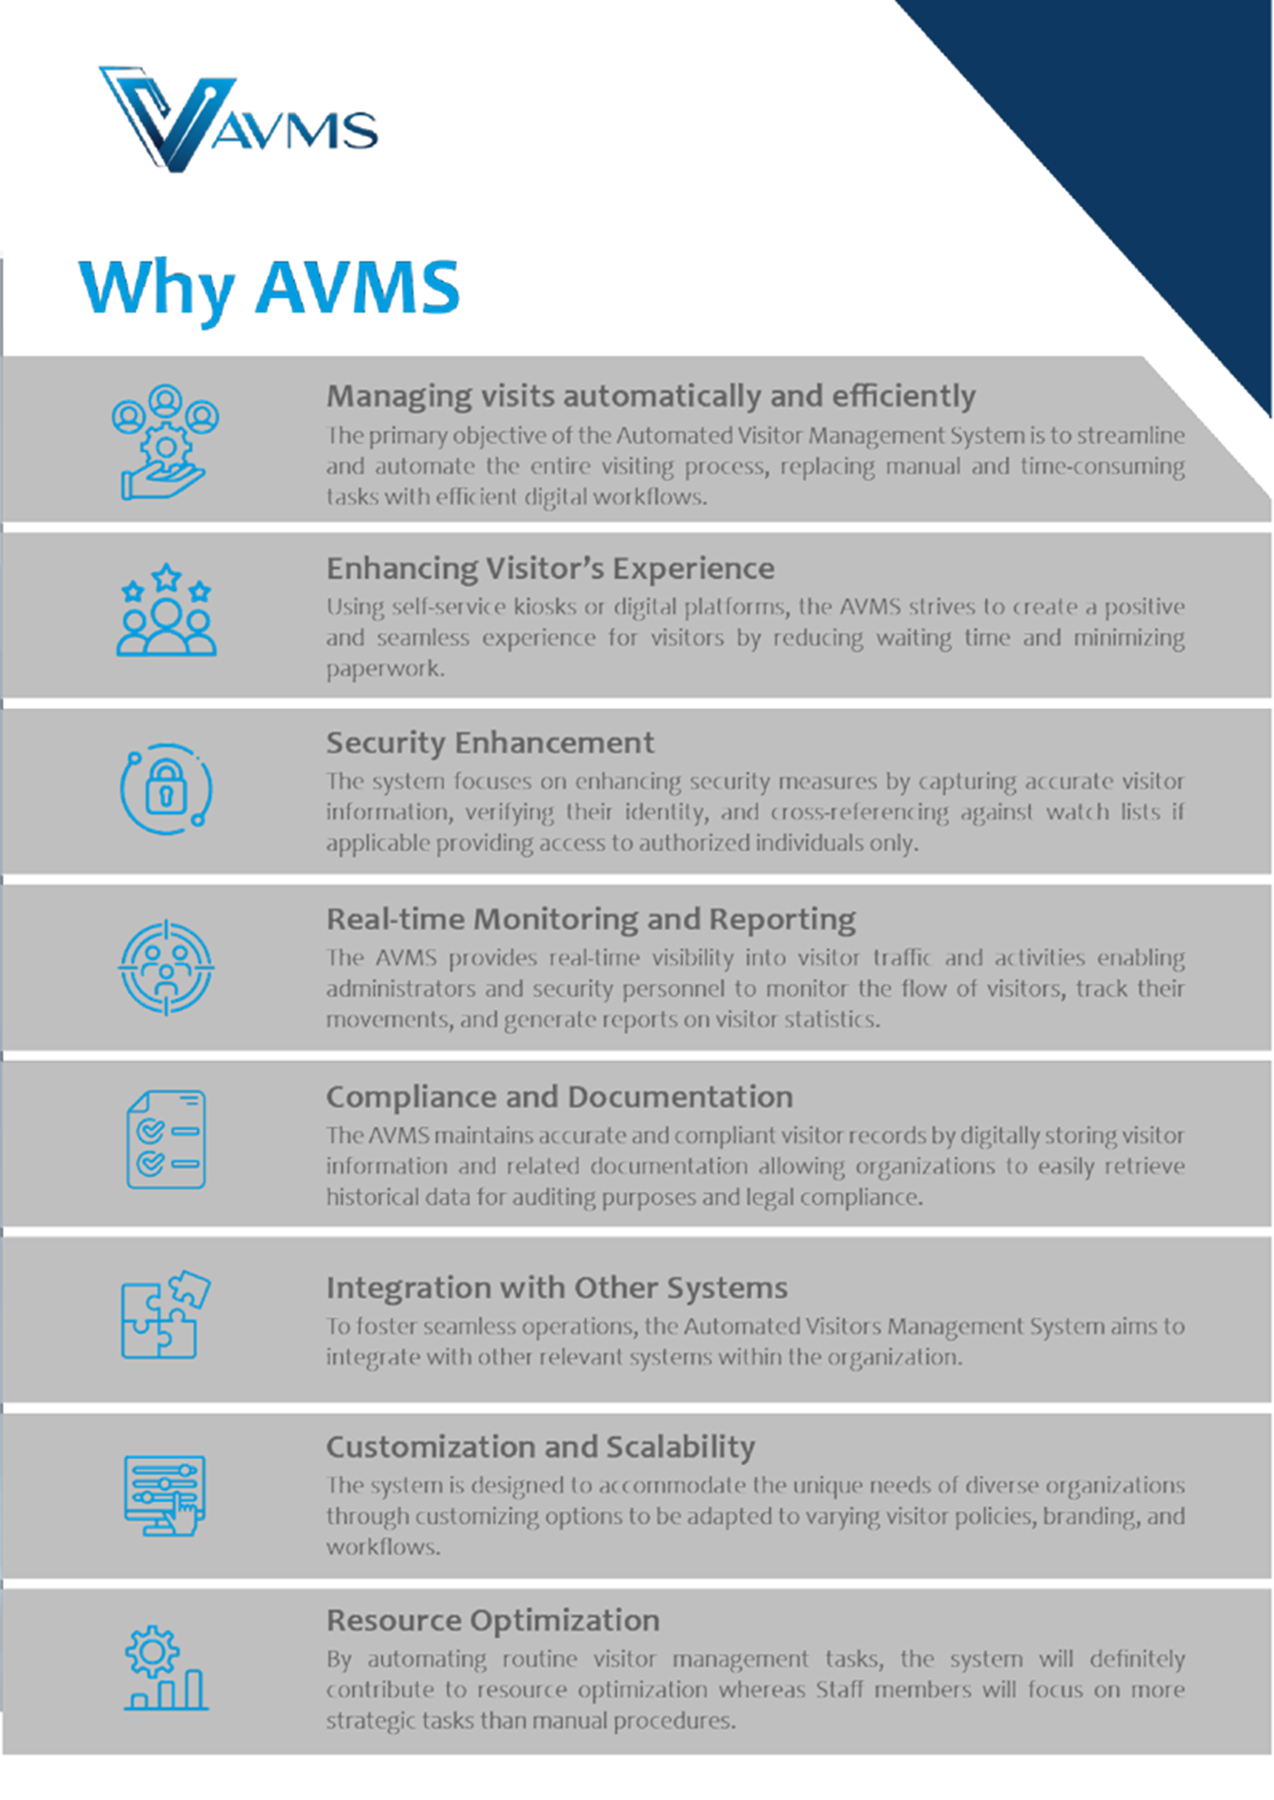 AVMS
Why AVMS
Managing visits automatically and efficiently
The primary objective of the Automated Visitor Management System is to streamline
and automate the entire visiting process, replacing manual and time-consuming
tasks with efficient digital workflows.
Enhancing Visitor’s Experience
Using self-service kiosks or digital platforms, the AVMS strives to create a positive
and seamless experience for visitors by reducing waiting time and minimizing
paperwork.
Security Enhancement
The system focuses on enhancing security measures by capturing accurate visitor
information, verifying their identity, and cross-referencing against watch lists if
applicable providing access to authorized individuals only.
Real-time Monitoring and Reporting
The AVMS provides real-time visibility into visitor traffic and activities enabling
administrators and security personnel to monitor the flow of visitors, track their
movements, and generate reports on visitor statistics.
Compliance and Documentation
The AVMS maintains accurate and compliant visitor records by digitally storing visitor
information and related documentation allowing organizations to easily retrieve
historical data for auditing purposes and legal compliance.
Integration with Other Systems
To foster seamless operations, the Automated Visitors Management System aims to
integrate with other relevant systems within the organization.
Customization and Scalability
The system is designed to accommodate the unique needs of diverse organizations
through customizing options to be adapted to varying visitor policies, branding, and
workflows.
Resource Optimization
By automating routine visitor management tasks, the system will definitely
contribute to resource optimization whereas Staff members will focus on more
strategic tasks than manual procedures.